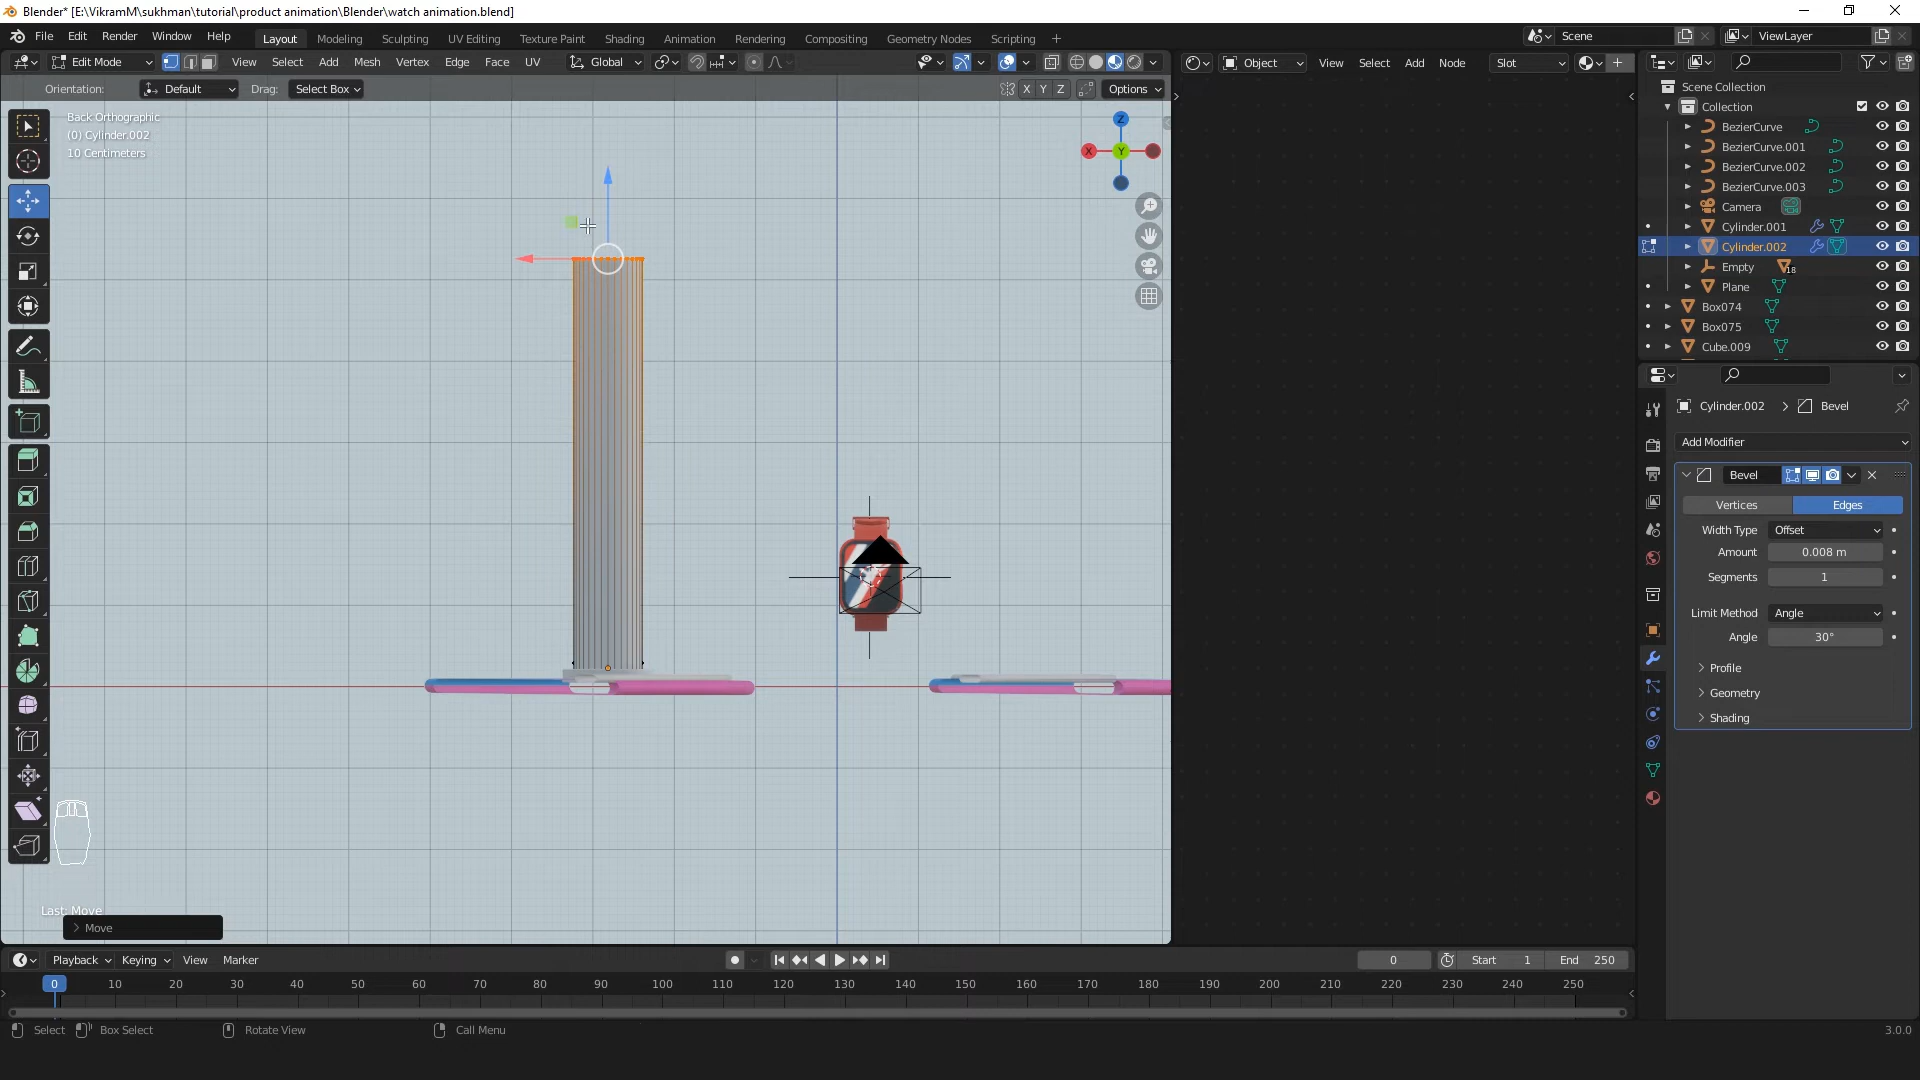 Blender* [E:\VikramM\sukhman\tutorial\product animation\Blender\watch animation.blend]
File Edit Render Window Help Layout Modeling Sculpting UV Editing Texture Paint Shading Animation Rendering Compositing Geometry Nodes Scripting + Scene ViewLayer
Edit Mode View Select Add Mesh Vertex Edge Face UV Global Object View Select Add Node Slot
Orientation: Default Drag: Select Box X Y Z Options
Back Orthographic
(0) Cylinder.002
10 Centimeters
Z
X Y
Scene Collection
Collection
BezierCurve
BezierCurve.001
BezierCurve.002
BezierCurve.003
Camera
Cylinder.001
Cylinder.002
Empty 18
Plane
Box074
Box075
Cube.009
Cylinder.002 > Bevel
Add Modifier
Bevel
Vertices Edges
Width Type Offset
Amount 0.008 m
Segments 1
Limit Method Angle
Angle 30°
Profile
Geometry
Shading
Last: Move
Move
Playback Keying View Marker 0 Start 1 End 250
0 10 20 30 40 50 60 70 80 90 100 110 120 130 140 150 160 170 180 190 200 210 220 230 240 250
Select Box Select Rotate View Call Menu 3.0.0